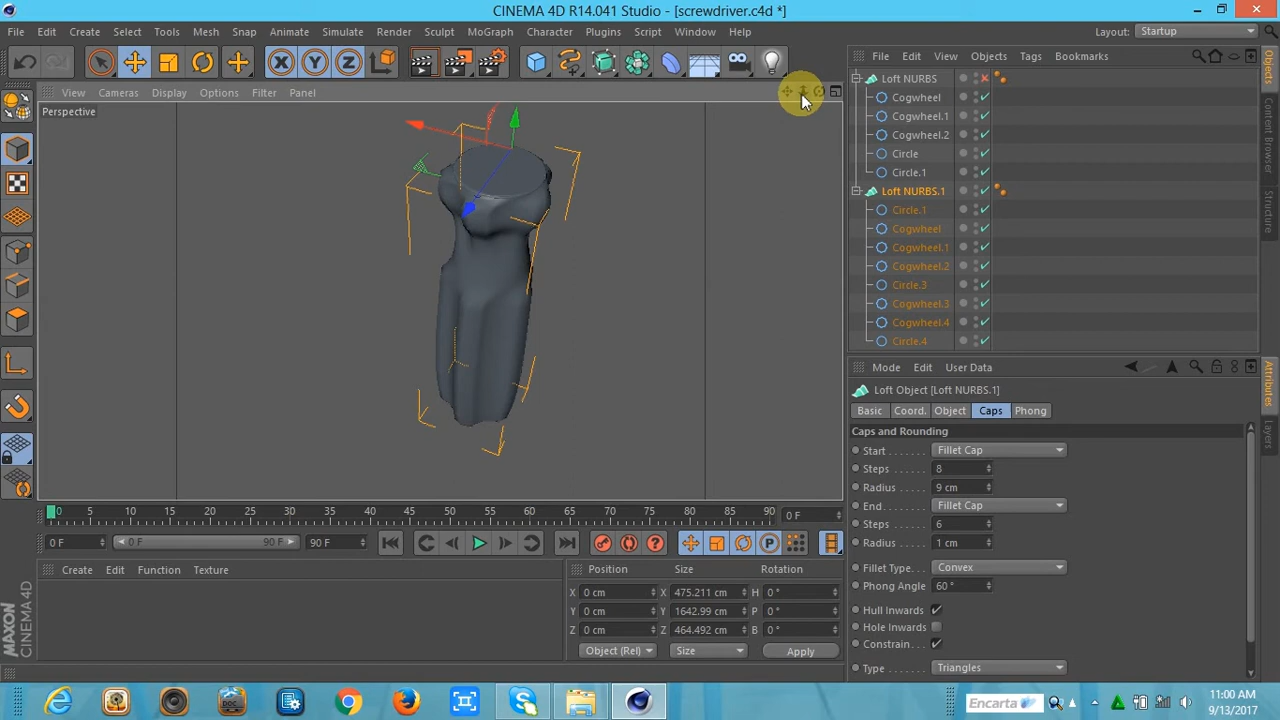 CINEMA 4D R14.041 Studio - [screwdriver.c4d *]
File Edit Create Select Tools Mesh Snap Animate Simulate Render Sculpt MoGraph Character Plugins Script Window Help
Layout: Startup
View Cameras Display Options Filter Panel
Perspective
File Edit View Objects Tags Bookmarks
Loft NURBS
Cogwheel
Cogwheel.1
Cogwheel.2
Circle
Circle.1
Loft NURBS.1
Circle.1
Cogwheel
Cogwheel.1
Cogwheel.2
Circle.3
Cogwheel.3
Cogwheel.4
Circle.4
Objects
Content Browser
Structure
Mode Edit User Data
Loft Object [Loft NURBS.1]
Basic Coord. Object Caps Phong
Caps and Rounding
Start Fillet Cap
Steps 8
Radius 9 cm
End Fillet Cap
Steps 6
Radius 1 cm
Fillet Type Convex
Phong Angle 60 °
Hull Inwards
Hole Inwards
Constrain
Type Triangles
Attributes
Layers
0 5 10 15 20 25 30 35 40 45 50 55 60 65 70 75 80 85 90 0 F
0 F 0 F 90 F 90 F
Create Edit Function Texture
Position Size Rotation
X 0 cm X 475.211 cm H 0 °
Y 0 cm Y 1642.99 cm P 0 °
Z 0 cm Z 464.492 cm B 0 °
Object (Rel) Size Apply
MAXON CINEMA 4D
DOC
Encarta
11:00 AM
9/13/2017